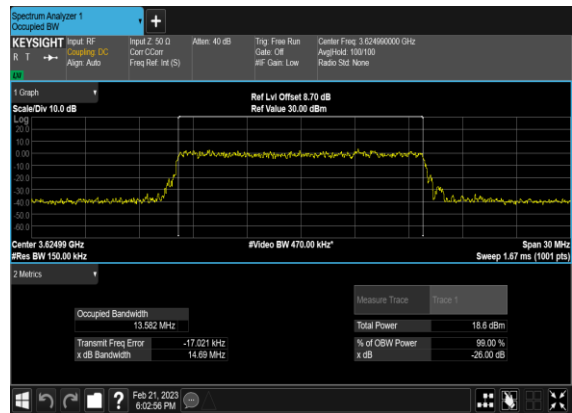 Spectrum Analyzer 1
Occupied BW
+
KEYSIGHT Input: RF Input Z: 50 Ω Atten: 40 dB Trig: Free Run Center Freq: 3.624990000 GHz
R T Coupling: DC Corr CCorr Gate: Off Avg|Hold: 100/100
Align: Auto Freq Ref: Int (S) #IF Gain: Low Radio Std: None
LW
1 Graph
Ref Lvl Offset 8.70 dB
Scale/Div 10.0 dB Ref Value 30.00 dBm
Log
20.0
10.0
0.00
-10.0
-20.0
-30.0
-40.0
-50.0
-60.0
Center 3.62499 GHz #Video BW 470.00 kHz* Span 30 MHz
#Res BW 150.00 kHz Sweep 1.67 ms (1001 pts)
2 Metrics
Measure Trace Trace 1
Occupied Bandwidth
13.582 MHz Total Power 18.6 dBm
Transmit Freq Error -17.021 kHz % of OBW Power 99.00 %
x dB Bandwidth 14.69 MHz x dB -26.00 dB
? Feb 21, 2023
6:02:56 PM